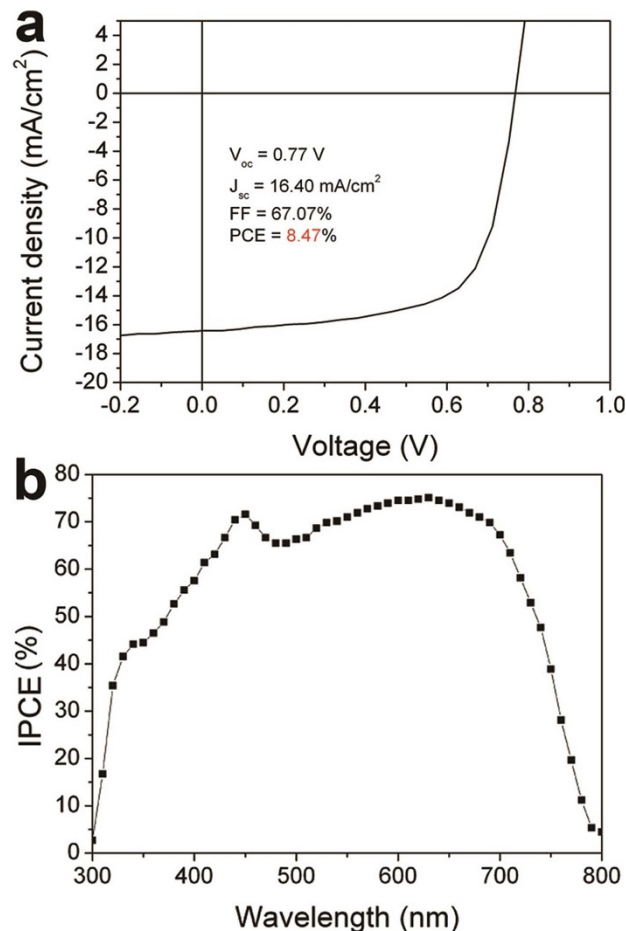 a
Current density (mA/cm²)
4
2
0
-2
-4
-6
-8
-10
-12
-14
-16
-18
-20
V_oc = 0.77 V
J_sc = 16.40 mA/cm²
FF = 67.07%
PCE = 8.47%
-0.2 0.0 0.2 0.4 0.6 0.8 1.0
Voltage (V)
b
IPCE (%)
80
70
60
50
40
30
20
10
0
300 400 500 600 700 800
Wavelength (nm)